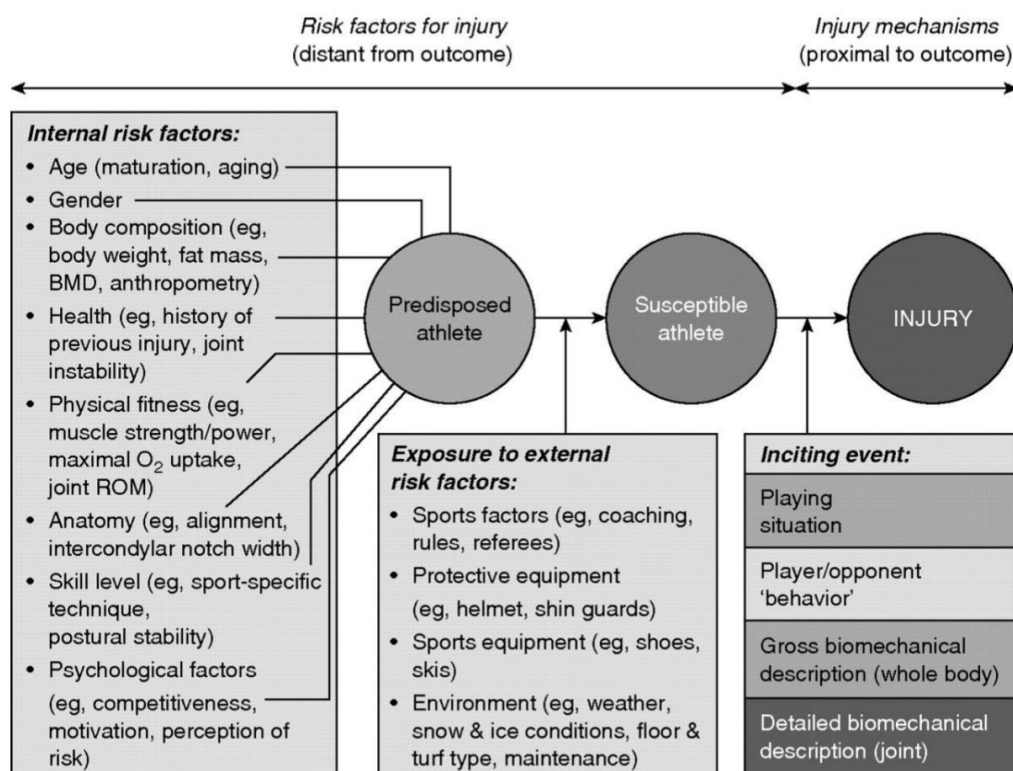 Risk factors for injury
(distant from outcome)
Injury mechanisms
(proximal to outcome)
Internal risk factors:
• Age (maturation, aging)
• Gender
• Body composition (eg,
body weight, fat mass,
BMD, anthropometry)
• Health (eg, history of
previous injury, joint
instability)
• Physical fitness (eg,
muscle strength/power,
maximal O₂ uptake,
joint ROM)
• Anatomy (eg, alignment,
intercondylar notch width)
• Skill level (eg, sport-specific
technique,
postural stability)
• Psychological factors
(eg, competitiveness,
motivation, perception of
risk)
Predisposed
athlete
Susceptible
athlete
INJURY
Exposure to external
risk factors:
• Sports factors (eg, coaching,
rules, referees)
• Protective equipment
(eg, helmet, shin guards)
• Sports equipment (eg, shoes,
skis)
• Environment (eg, weather,
snow & ice conditions, floor &
turf type, maintenance)
Inciting event:
Playing
situation
Player/opponent
‘behavior’
Gross biomechanical
description (whole body)
Detailed biomechanical
description (joint)